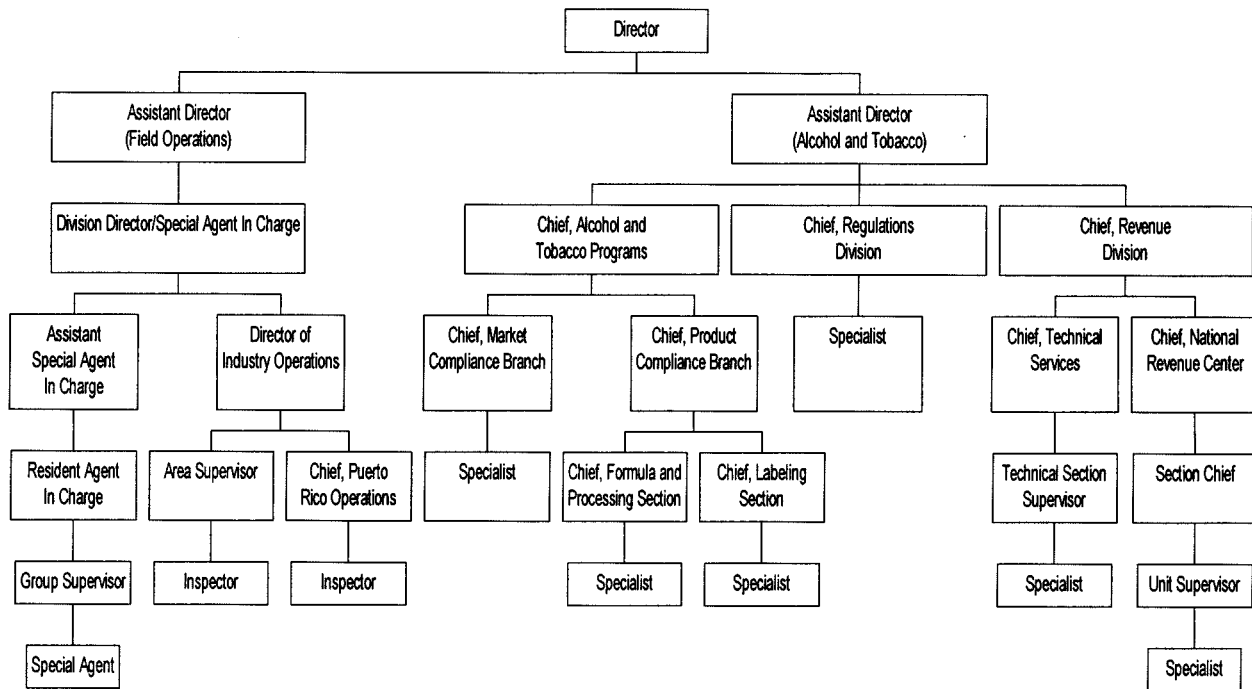 Director
Assistant Director
(Field Operations)
Assistant Director
(Alcohol and Tobacco)
Division Director/Special Agent In Charge
Chief, Alcohol and
Tobacco Programs
Chief, Regulations
Division
Chief, Revenue
Division
Assistant
Special Agent
In Charge
Director of
Industry Operations
Chief, Market
Compliance Branch
Chief, Product
Compliance Branch
Specialist
Chief, Technical
Services
Chief, National
Revenue Center
Resident Agent
In Charge
Area Supervisor
Chief, Puerto
Rico Operations
Specialist
Chief, Formula and
Processing Section
Chief, Labeling
Section
Technical Section
Supervisor
Section Chief
Group Supervisor
Inspector
Inspector
Specialist
Specialist
Specialist
Unit Supervisor
Special Agent
Specialist